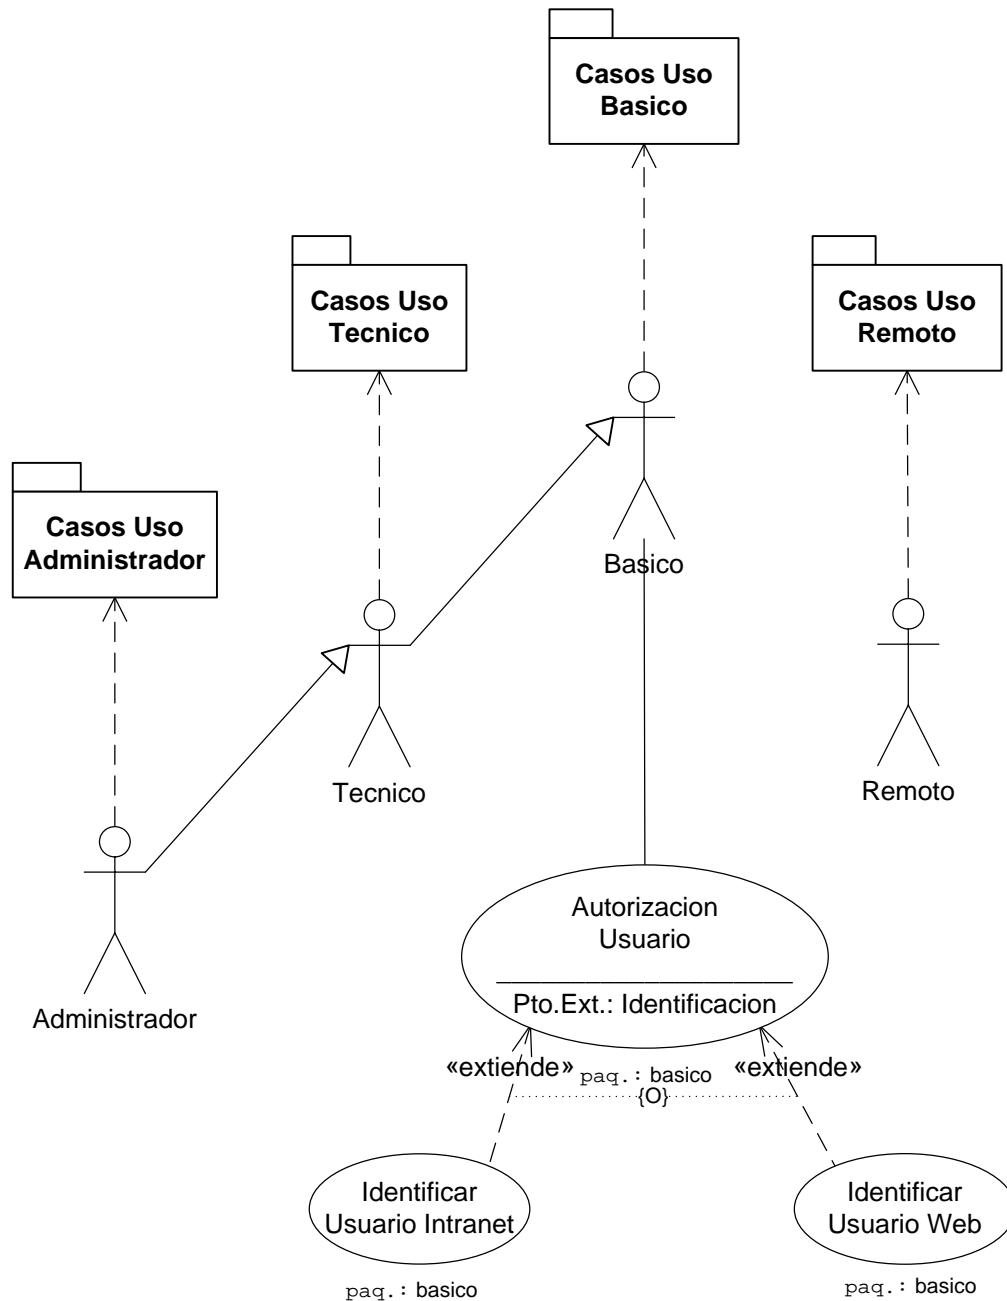 Casos Uso
Basico
Casos Uso
Tecnico
Casos Uso
Remoto
Casos Uso
Administrador
Basico
Tecnico
Remoto
Administrador
Autorizacion
Usuario
Pto.Ext.: Identificacion
«extiende»
paq.: basico
«extiende»
{O}
Identificar
Usuario Intranet
Identificar
Usuario Web
paq.: basico
paq.: basico